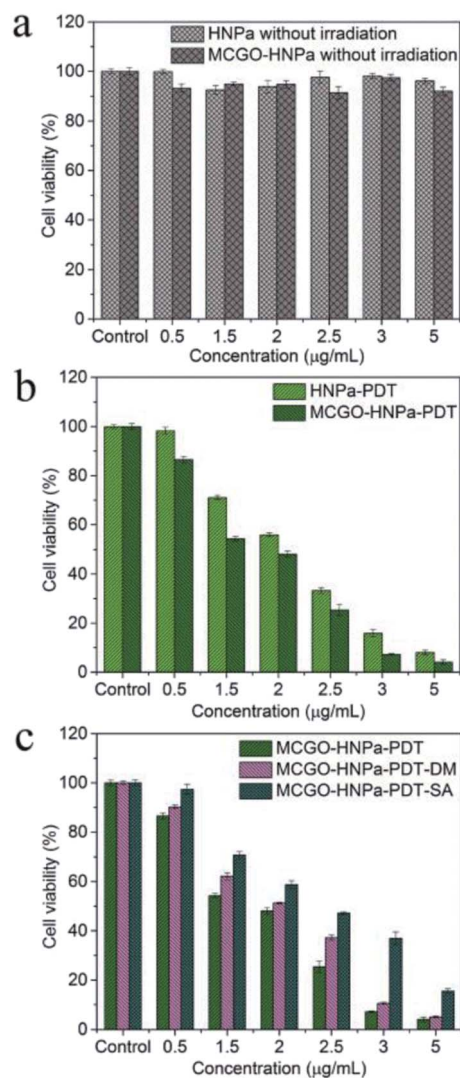 a
HNPa without irradiation
MCGO-HNPa without irradiation
120
100
80
60
40
20
0
Cell viability (%)
Control 0.5 1.5 2 2.5 3 5
Concentration (μg/mL)
b
HNPa-PDT
MCGO-HNPa-PDT
120
100
80
60
40
20
0
Cell viability (%)
Control 0.5 1.5 2 2.5 3 5
Concentration (μg/mL)
c
MCGO-HNPa-PDT
MCGO-HNPa-PDT-DM
MCGO-HNPa-PDT-SA
120
100
80
60
40
20
0
Cell viability (%)
Control 0.5 1.5 2 2.5 3 5
Concentration (μg/mL)